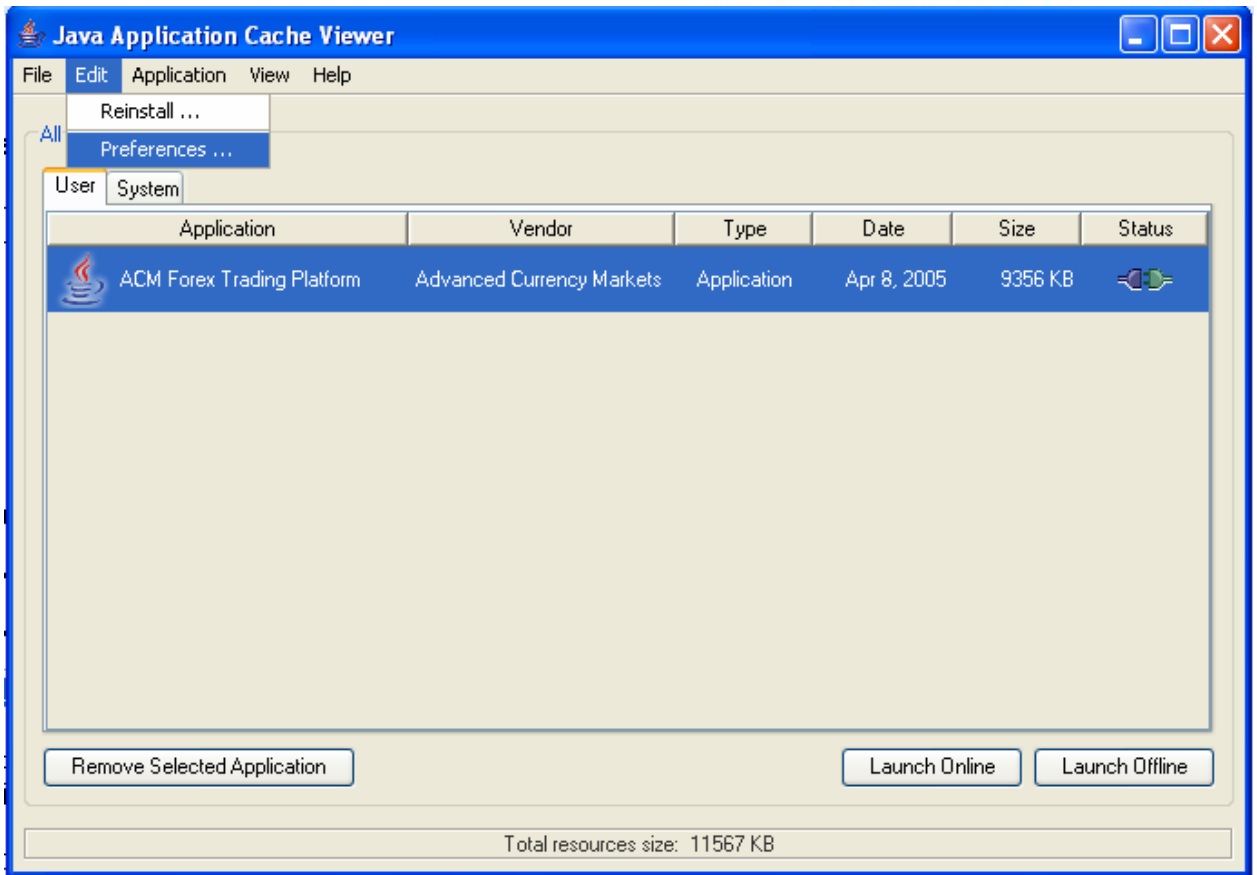 Java Application Cache Viewer
File Edit Application View Help
Reinstall ...
All
Preferences ...
User System
Application Vendor Type Date Size Status
ACM Forex Trading Platform Advanced Currency Markets Application Apr 8, 2005 9356 KB
Remove Selected Application Launch Online Launch Offline
Total resources size: 11567 KB